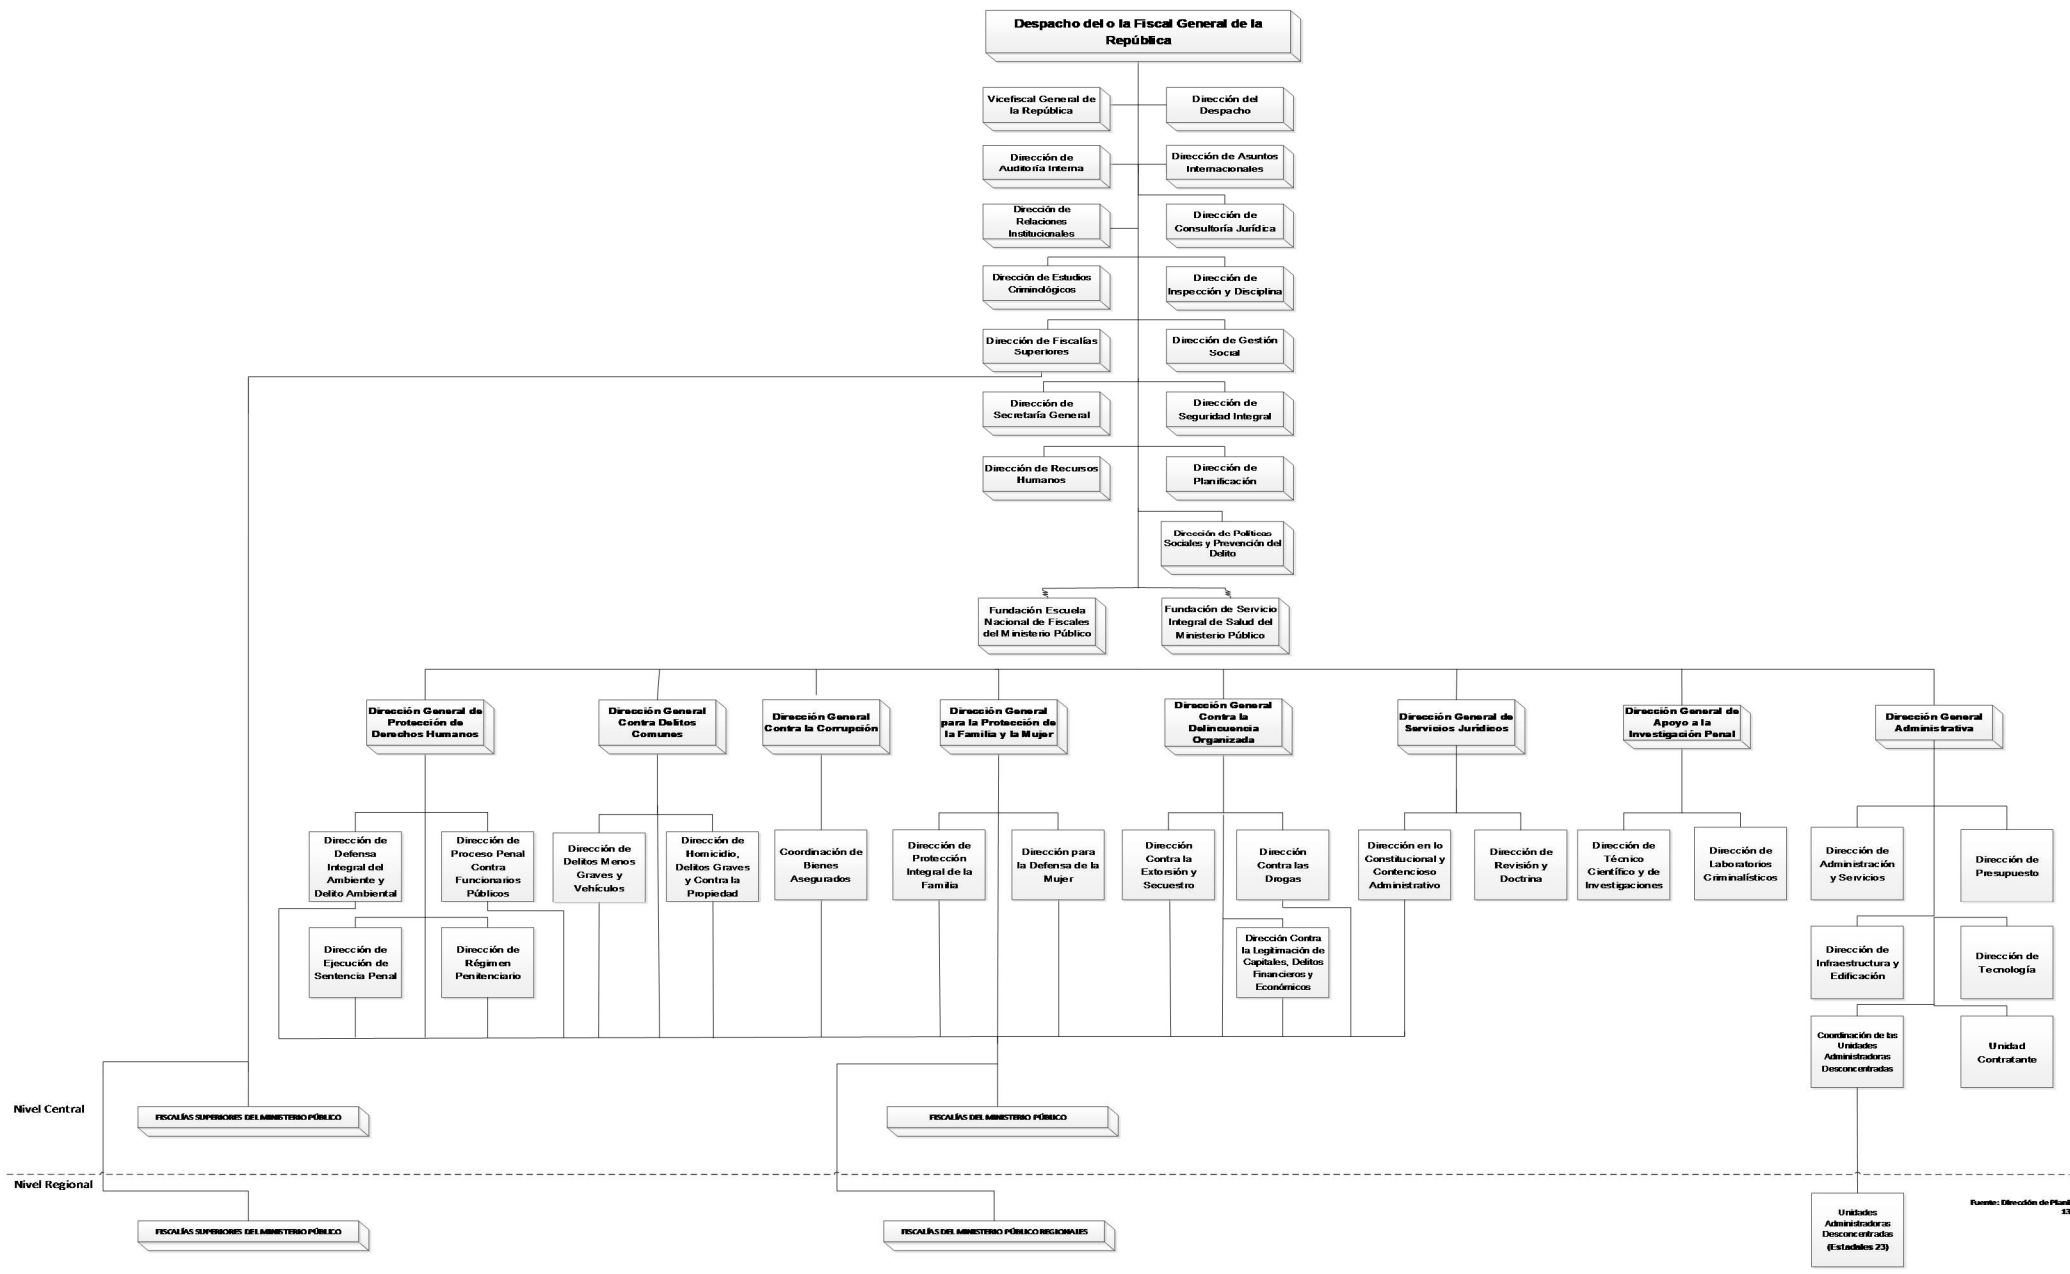 Despacho del o la Fiscal General de la
República
Vicefiscal General de
la República
Dirección del
Despacho
Dirección de
Auditoría Interna
Dirección de Asuntos
Internacionales
Dirección de
Relaciones
Institucionales
Dirección de
Consultoría Jurídica
Dirección de Estudios
Criminológicos
Dirección de
Inspección y Disciplina
Dirección de Fiscalías
Superiores
Dirección de Gestión
Social
Dirección de
Secretaría General
Dirección de
Seguridad Integral
Dirección de Recursos
Humanos
Dirección de
Planificación
Dirección de Políticas
Sociales y Prevención del
Delito
Fundación Escuela
Nacional de Fiscales
del Ministerio Público
Fundación de Servicio
Integral de Salud del
Ministerio Público
Dirección General de
Protección de
Derechos Humanos
Dirección General
Contra Delitos
Comunes
Dirección General
Contra la Corrupción
Dirección General
para la Protección de
la Familia y la Mujer
Dirección General
Contra la
Delincuencia
Organizada
Dirección General de
Servicios Jurídicos
Dirección General de
Apoyo a la
Investigación Penal
Dirección General
Administrativa
Dirección de
Defensa
Integral del
Ambiente y
Delito Ambiental
Dirección de
Proceso Penal
Contra
Funcionarios
Públicos
Dirección de
Delitos Menos
Graves y
Vehículos
Dirección de
Homicidio,
Delitos Graves
y Contra la
Propiedad
Coordinación de
Bienes
Asegurados
Dirección de
Protección
Integral de la
Familia
Dirección para
la Defensa de la
Mujer
Dirección
Contra la
Extorsión y
Secuestro
Dirección
Contra las
Drogas
Dirección en lo
Constitucional y
Contencioso
Administrativo
Dirección de
Revisión y
Doctrina
Dirección de
Técnico
Científico y de
Investigaciones
Dirección de
Laboratorios
Criminalísticos
Dirección de
Administración
y Servicios
Dirección de
Presupuesto
Dirección de
Ejecución de
Sentencia Penal
Dirección de
Régimen
Penitenciario
Dirección Contra
la Legitimación de
Capitales, Delitos
Financieros y
Económicos
Dirección de
Infraestructura y
Edificación
Dirección de
Tecnología
Coordinación de las
Unidades
Administradoras
Desconcentradas
Unidad
Contratante
Nivel Central
FISCALÍAS SUPERIORES DEL MINISTERIO PÚBLICO
FISCALÍAS DEL MINISTERIO PÚBLICO
Nivel Regional
FISCALÍAS SUPERIORES DEL MINISTERIO PÚBLICO
FISCALÍAS DEL MINISTERIO PÚBLICO REGIONALES
Unidades
Administradoras
Desconcentradas
(Estadales 23)
Fuente: Dirección de
13